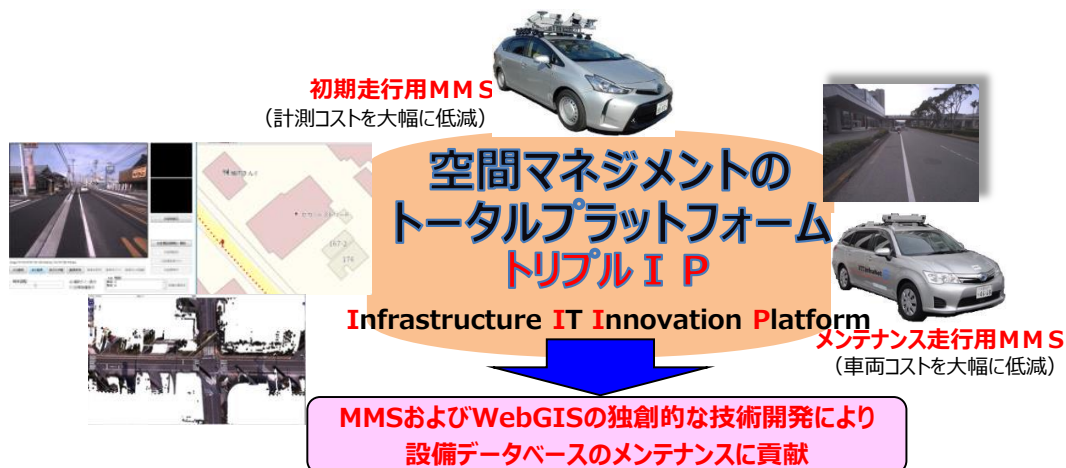 初期走行用ＭＭＳ
（計測コストを大幅に低減）
空間マネジメントの
トータルプラットフォーム
トリプルＩＰ
Infrastructure IT Innovation Platform
メンテナンス走行用ＭＭＳ
（車両コストを大幅に低減）
167-2
176
MMSおよびWebGISの独創的な技術開発により
設備データベースのメンテナンスに貢献